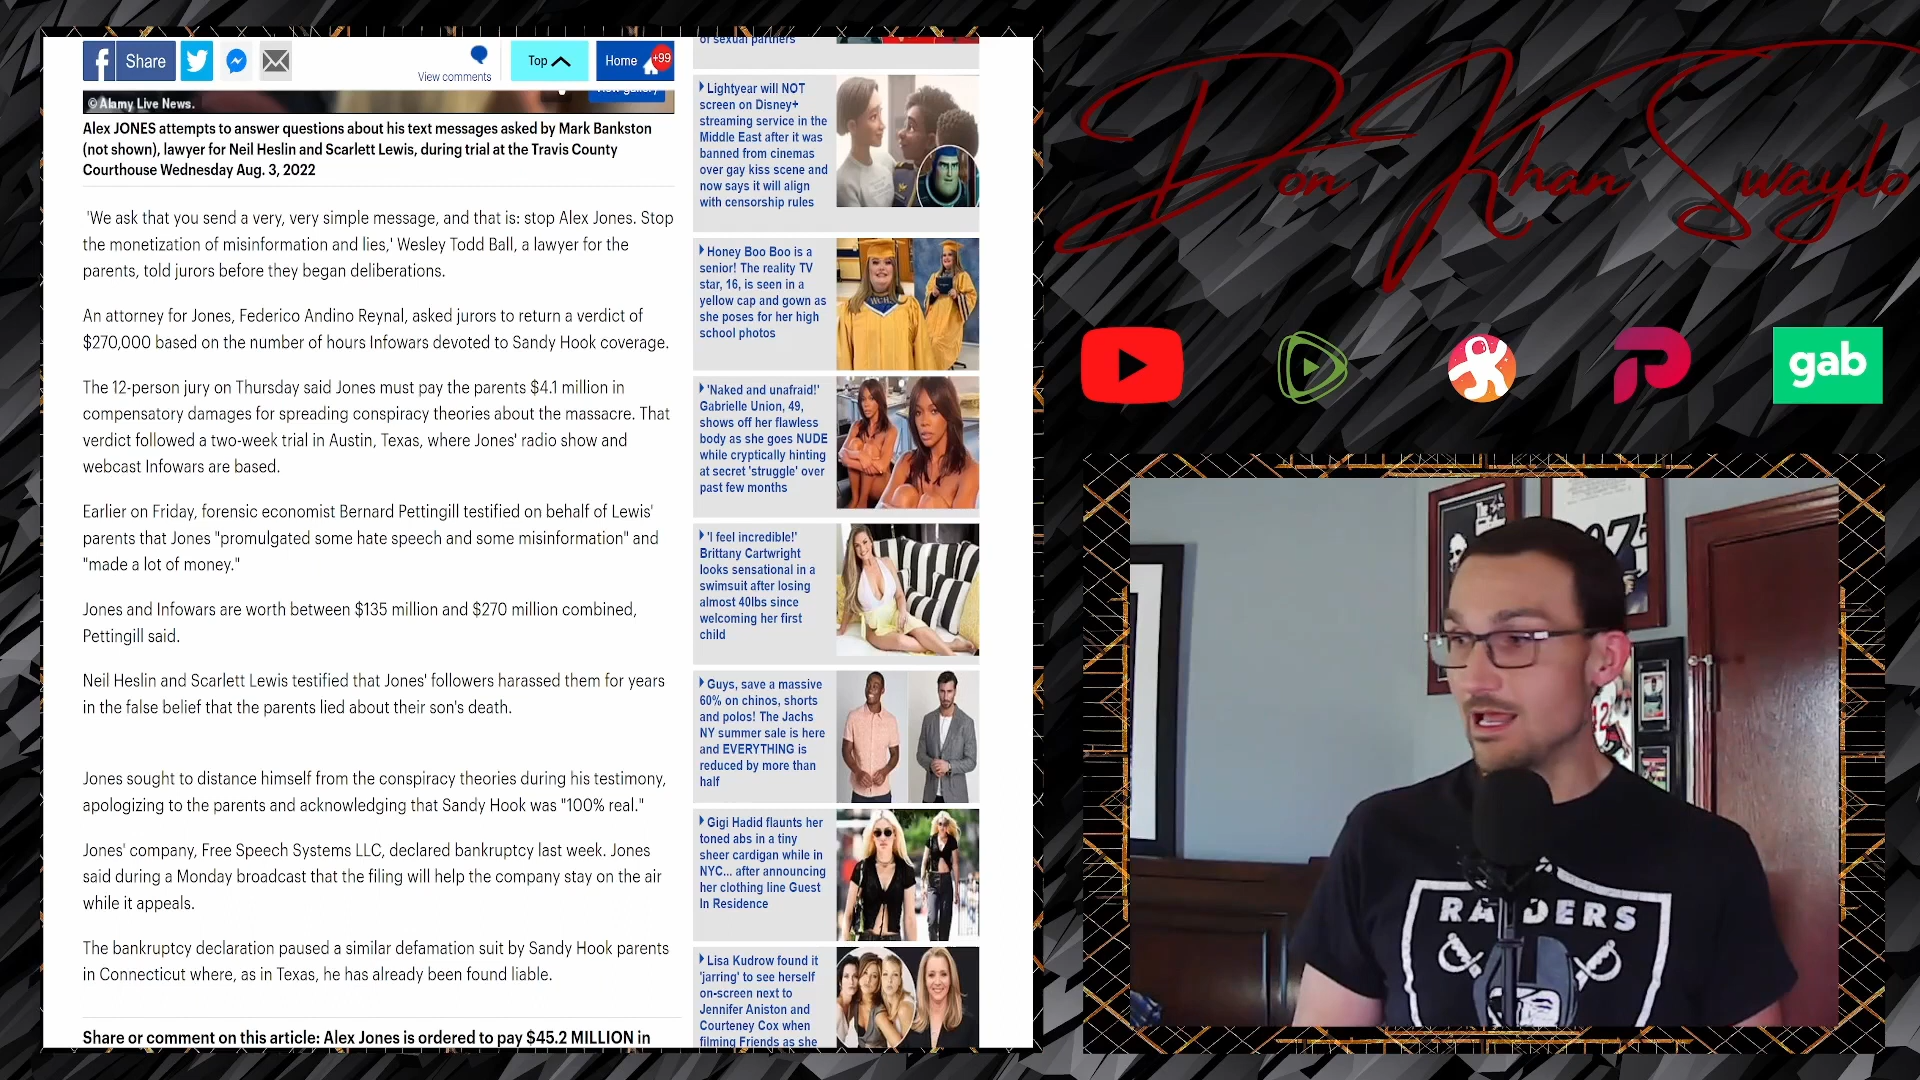 Share
View comments
Top
Home
+99
© Alamy Live News.
View gallery
Alex JONES attempts to answer questions about his text messages asked by Mark Bankston
(not shown), lawyer for Neil Heslin and Scarlett Lewis, during trial at the Travis County
Courthouse Wednesday Aug. 3, 2022
'We ask that you send a very, very simple message, and that is: stop Alex Jones. Stop
the monetization of misinformation and lies,' Wesley Todd Ball, a lawyer for the
parents, told jurors before they began deliberations.
An attorney for Jones, Federico Andino Reynal, asked jurors to return a verdict of
$270,000 based on the number of hours Infowars devoted to Sandy Hook coverage.
The 12-person jury on Thursday said Jones must pay the parents $4.1 million in
compensatory damages for spreading conspiracy theories about the massacre. That
verdict followed a two-week trial in Austin, Texas, where Jones' radio show and
webcast Infowars are based.
Earlier on Friday, forensic economist Bernard Pettingill testified on behalf of Lewis'
parents that Jones "promulgated some hate speech and some misinformation" and
"made a lot of money."
Jones and Infowars are worth between $135 million and $270 million combined,
Pettingill said.
Neil Heslin and Scarlett Lewis testified that Jones' followers harassed them for years
in the false belief that the parents lied about their son's death.
Jones sought to distance himself from the conspiracy theories during his testimony,
apologizing to the parents and acknowledging that Sandy Hook was "100% real."
Jones' company, Free Speech Systems LLC, declared bankruptcy last week. Jones
said during a Monday broadcast that the filing will help the company stay on the air
while it appeals.
The bankruptcy declaration paused a similar defamation suit by Sandy Hook parents
in Connecticut where, as in Texas, he has already been found liable.
Share or comment on this article: Alex Jones is ordered to pay $45.2 MILLION in
of sexual partners
Lightyear will NOT
screen on Disney+
streaming service in the
Middle East after it was
banned from cinemas
over gay kiss scene and
now says it will align
with censorship rules
Honey Boo Boo is a
senior! The reality TV
star, 16, is seen in a
yellow cap and gown as
she poses for her high
school photos
'Naked and unafraid!'
Gabrielle Union, 49,
shows off her flawless
body as she goes NUDE
while cryptically hinting
at secret 'struggle' over
past few months
'I feel incredible!'
Brittany Cartwright
looks sensational in a
swimsuit after losing
almost 40lbs since
welcoming her first
child
Guys, save a massive
60% on chinos, shorts
and polos! The Jachs
NY summer sale is here
and EVERYTHING is
reduced by more than
half
Gigi Hadid flaunts her
toned abs in a tiny
sheer cardigan while in
NYC... after announcing
her clothing line Guest
In Residence
Lisa Kudrow found it
'jarring' to see herself
on-screen next to
Jennifer Aniston and
Courteney Cox when
filming Friends as she
Don Khan Swaylo
gab
RAIDERS